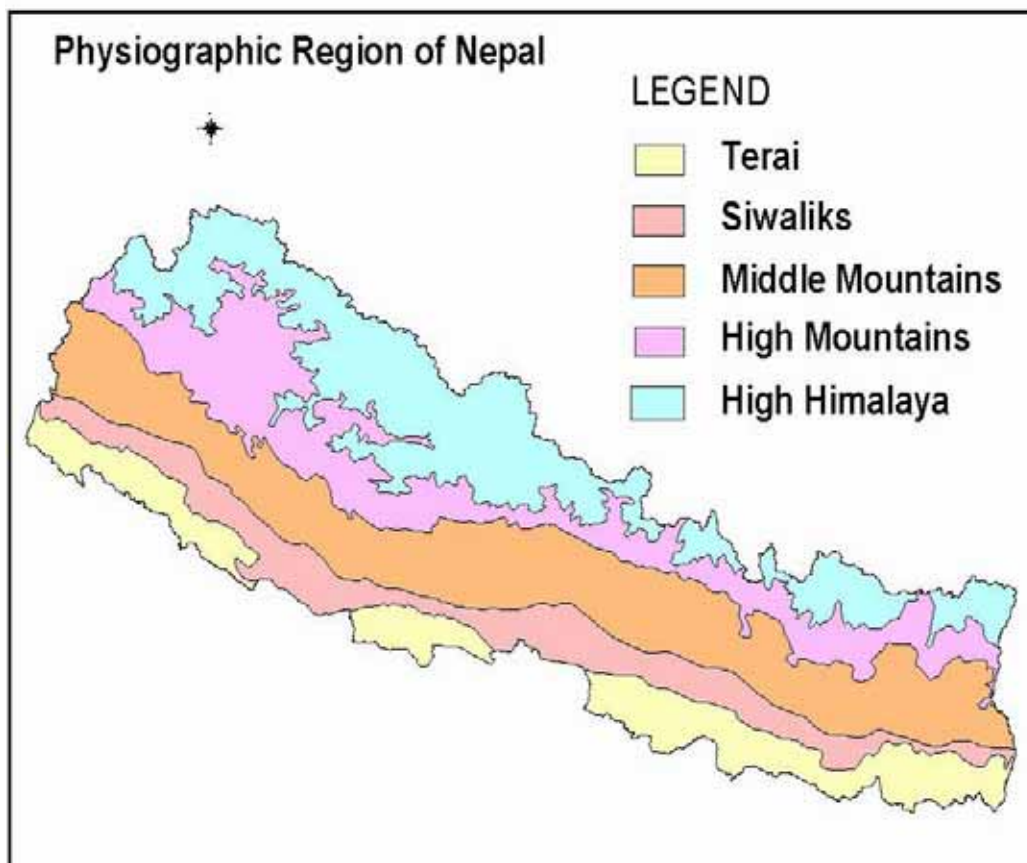 Physiographic Region of Nepal
LEGEND
Terai
Siwaliks
Middle Mountains
High Mountains
High Himalaya